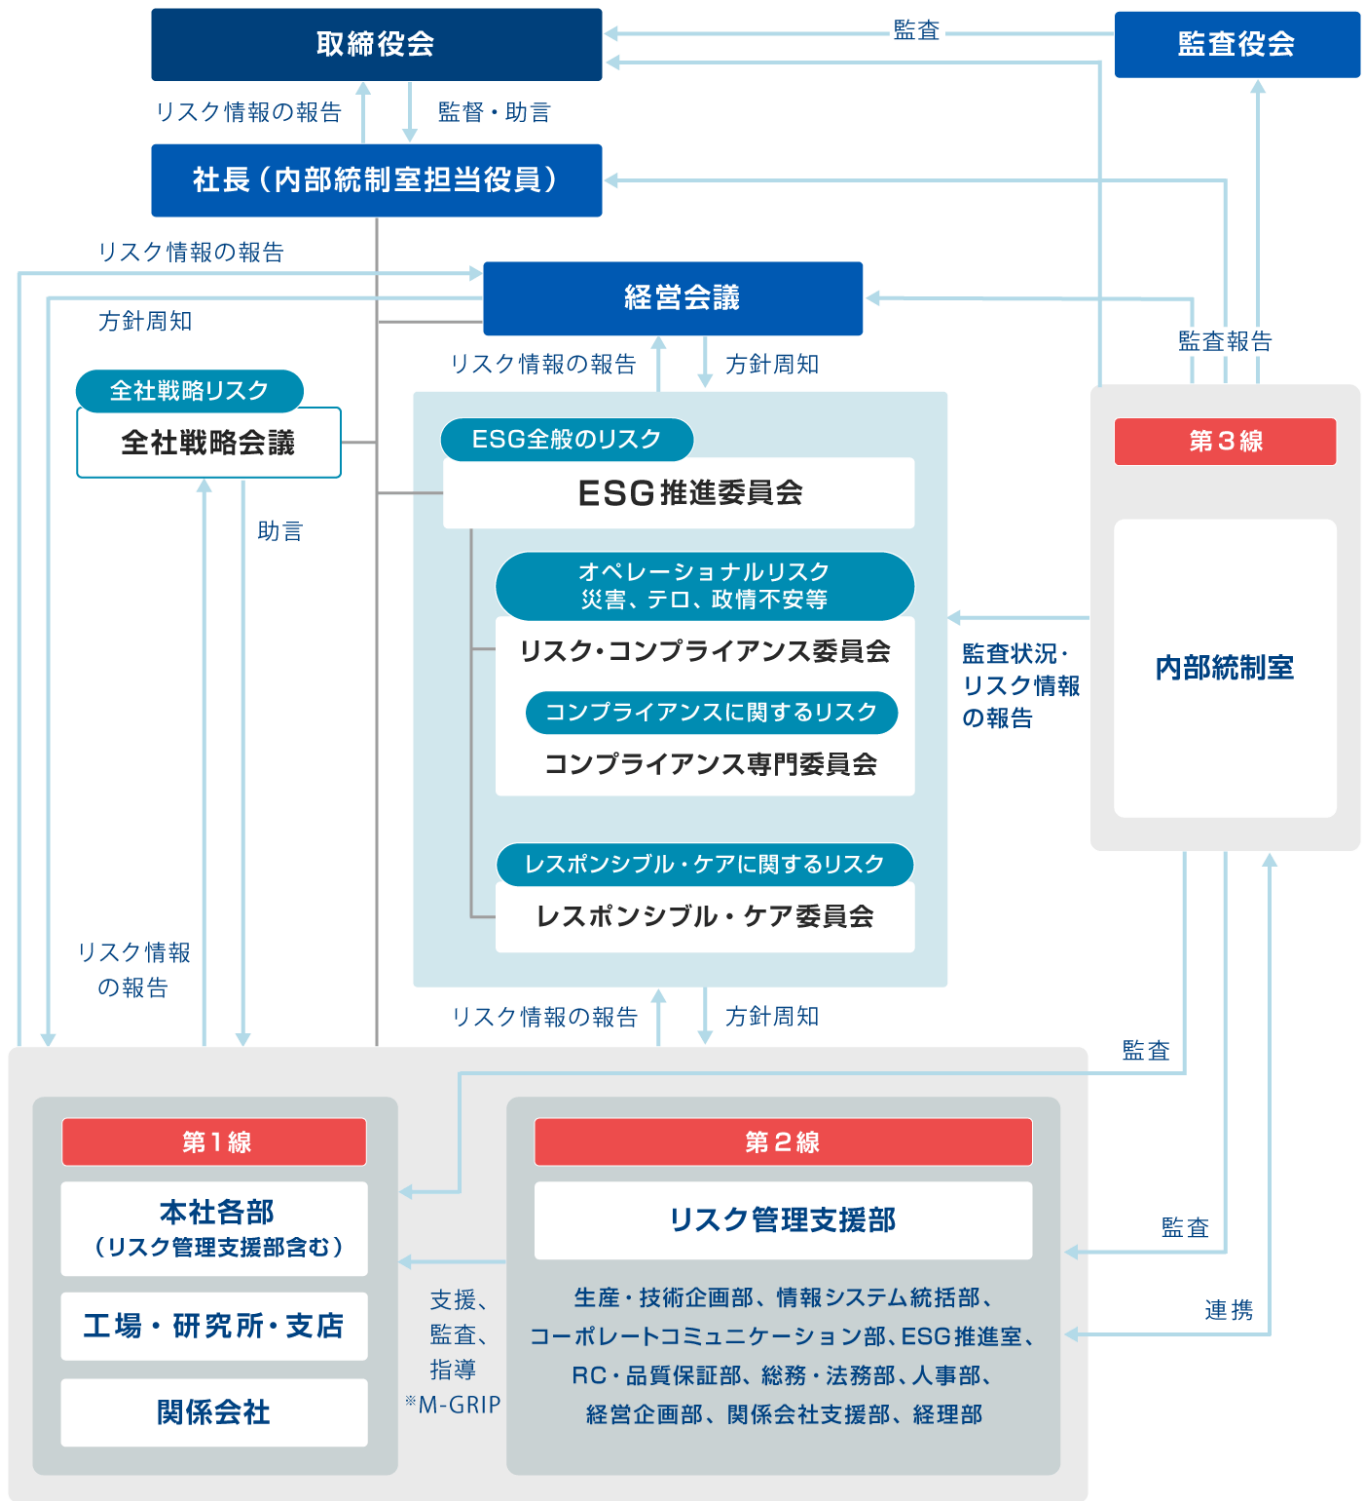 取締役会
監査
監査役会
リスク情報の報告
監督・助言
社長（内部統制室担当役員）
リスク情報の報告
経営会議
方針周知
監査報告
リスク情報の報告
方針周知
全社戦略リスク
全社戦略会議
助言
ESG全般のリスク
ESG推進委員会
オペレーショナルリスク
災害、テロ、政情不安等
リスク・コンプライアンス委員会
コンプライアンスに関するリスク
コンプライアンス専門委員会
レスポンシブル・ケアに関するリスク
レスポンシブル・ケア委員会
監査状況・
リスク情報
の報告
第3線
内部統制室
リスク情報
の報告
リスク情報の報告
方針周知
監査
第1線
本社各部
（リスク管理支援部含む）
工場・研究所・支店
関係会社
支援、
監査、
指導
※M-GRIP
第2線
リスク管理支援部
生産・技術企画部、情報システム統括部、
コーポレートコミュニケーション部、ESG推進室、
RC・品質保証部、総務・法務部、人事部、
経営企画部、関係会社支援部、経理部
監査
連携